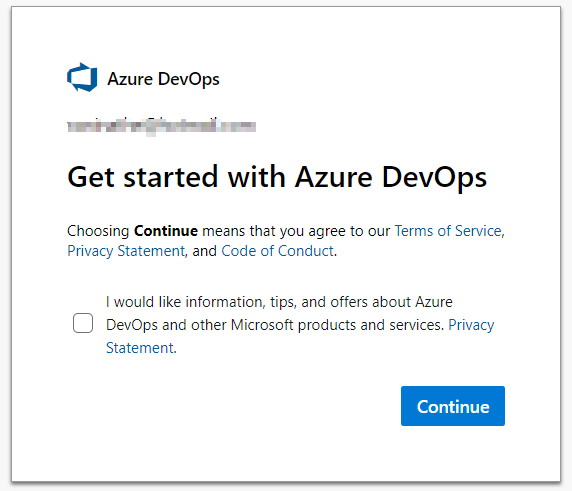 Azure DevOps
Get started with Azure DevOps
Choosing Continue means that you agree to our Terms of Service,
Privacy Statement, and Code of Conduct.
I would like information, tips, and offers about Azure
DevOps and other Microsoft products and services. Privacy
Statement.
Continue